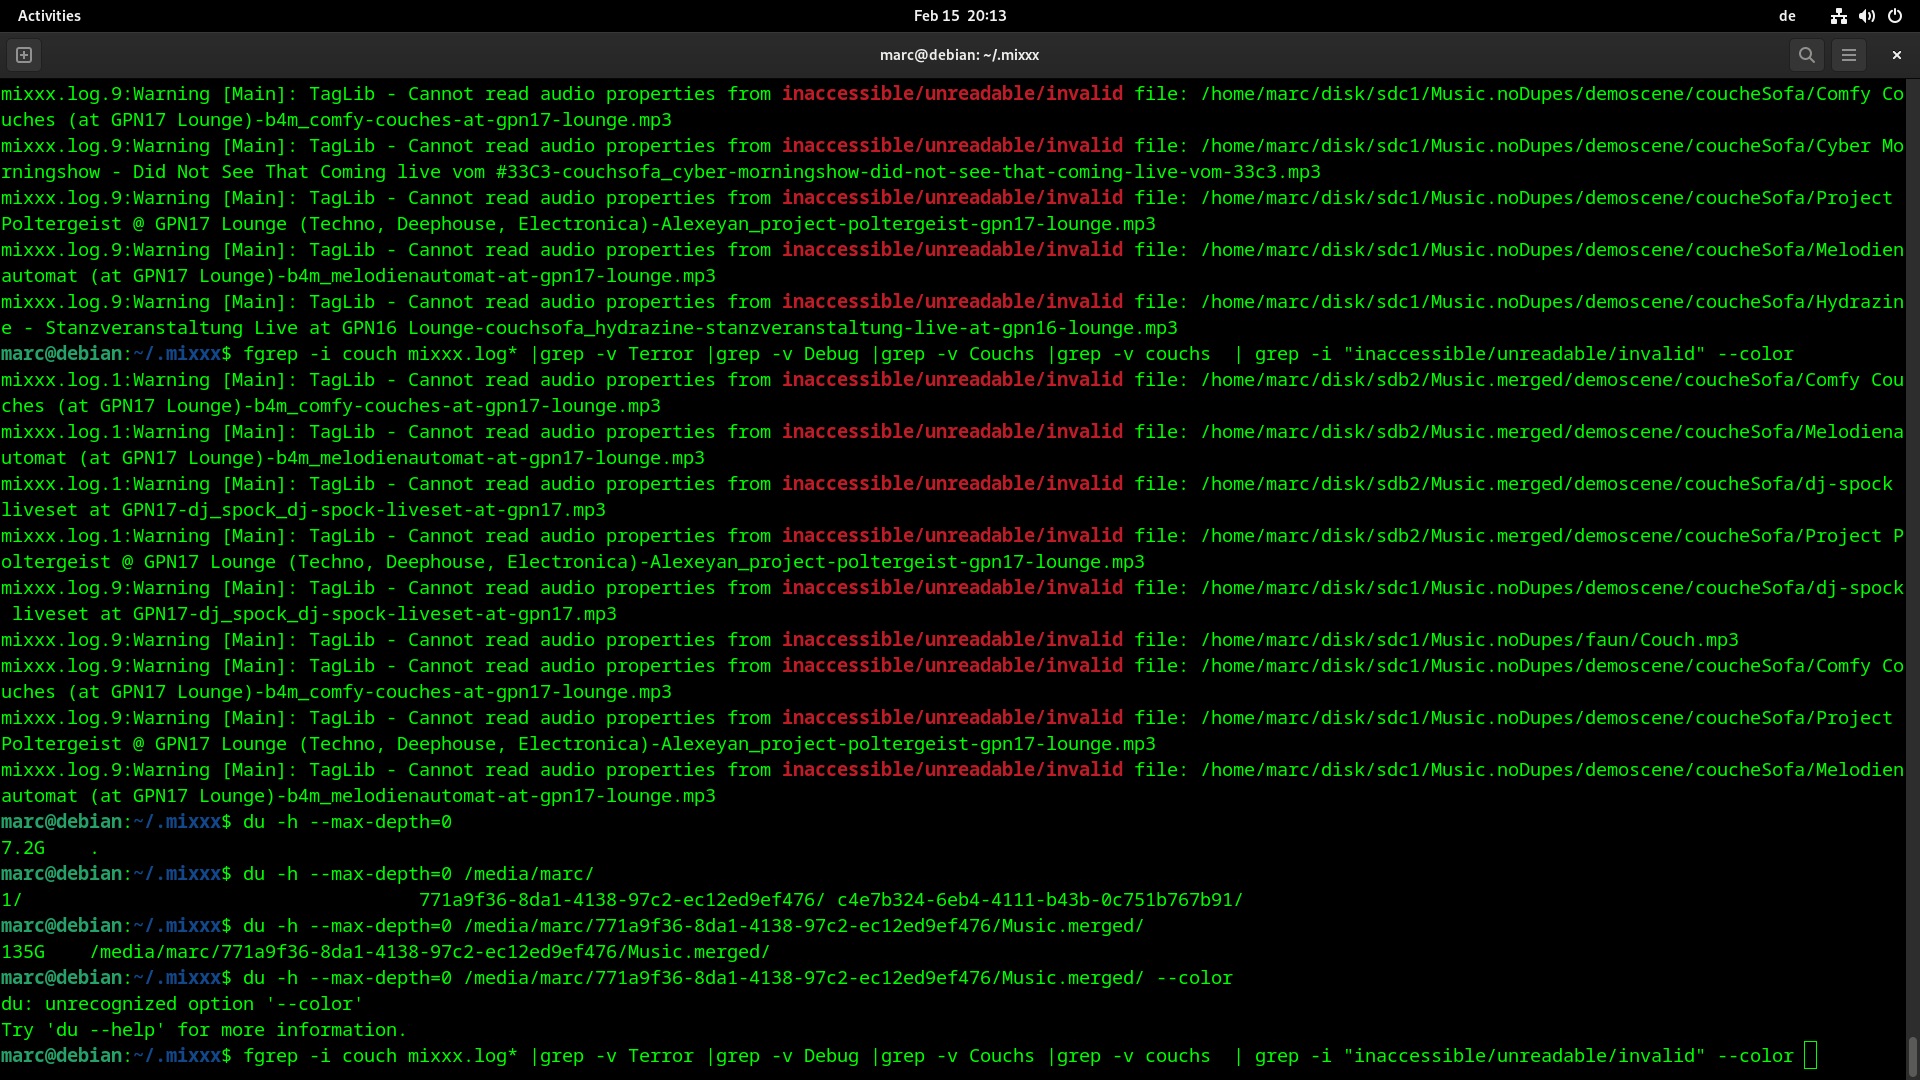 Activities
Feb 15  20:13
de
marc@debian: ~/.mixxx
mixxx.log.9:Warning [Main]: TagLib - Cannot read audio properties from inaccessible/unreadable/invalid file: /home/marc/disk/sdc1/Music.noDupes/demoscene/coucheSofa/Comfy Co
uches (at GPN17 Lounge)-b4m_comfy-couches-at-gpn17-lounge.mp3
mixxx.log.9:Warning [Main]: TagLib - Cannot read audio properties from inaccessible/unreadable/invalid file: /home/marc/disk/sdc1/Music.noDupes/demoscene/coucheSofa/Cyber Mo
rningshow - Did Not See That Coming live vom #33C3-couchsofa_cyber-morningshow-did-not-see-that-coming-live-vom-33c3.mp3
mixxx.log.9:Warning [Main]: TagLib - Cannot read audio properties from inaccessible/unreadable/invalid file: /home/marc/disk/sdc1/Music.noDupes/demoscene/coucheSofa/Project
Poltergeist @ GPN17 Lounge (Techno, Deephouse, Electronica)-Alexeyan_project-poltergeist-gpn17-lounge.mp3
mixxx.log.9:Warning [Main]: TagLib - Cannot read audio properties from inaccessible/unreadable/invalid file: /home/marc/disk/sdc1/Music.noDupes/demoscene/coucheSofa/Melodien
automat (at GPN17 Lounge)-b4m_melodienautomat-at-gpn17-lounge.mp3
mixxx.log.9:Warning [Main]: TagLib - Cannot read audio properties from inaccessible/unreadable/invalid file: /home/marc/disk/sdc1/Music.noDupes/demoscene/coucheSofa/Hydrazin
e - Stanzveranstaltung Live at GPN16 Lounge-couchsofa_hydrazine-stanzveranstaltung-live-at-gpn16-lounge.mp3
marc@debian:~/.mixxx$ fgrep -i couch mixxx.log* |grep -v Terror |grep -v Debug |grep -v Couchs |grep -v couchs  | grep -i "inaccessible/unreadable/invalid" --color
mixxx.log.1:Warning [Main]: TagLib - Cannot read audio properties from inaccessible/unreadable/invalid file: /home/marc/disk/sdb2/Music.merged/demoscene/coucheSofa/Comfy Cou
ches (at GPN17 Lounge)-b4m_comfy-couches-at-gpn17-lounge.mp3
mixxx.log.1:Warning [Main]: TagLib - Cannot read audio properties from inaccessible/unreadable/invalid file: /home/marc/disk/sdb2/Music.merged/demoscene/coucheSofa/Melodiena
utomat (at GPN17 Lounge)-b4m_melodienautomat-at-gpn17-lounge.mp3
mixxx.log.1:Warning [Main]: TagLib - Cannot read audio properties from inaccessible/unreadable/invalid file: /home/marc/disk/sdb2/Music.merged/demoscene/coucheSofa/dj-spock
liveset at GPN17-dj_spock_dj-spock-liveset-at-gpn17.mp3
mixxx.log.1:Warning [Main]: TagLib - Cannot read audio properties from inaccessible/unreadable/invalid file: /home/marc/disk/sdb2/Music.merged/demoscene/coucheSofa/Project P
oltergeist @ GPN17 Lounge (Techno, Deephouse, Electronica)-Alexeyan_project-poltergeist-gpn17-lounge.mp3
mixxx.log.9:Warning [Main]: TagLib - Cannot read audio properties from inaccessible/unreadable/invalid file: /home/marc/disk/sdc1/Music.noDupes/demoscene/coucheSofa/dj-spock
 liveset at GPN17-dj_spock_dj-spock-liveset-at-gpn17.mp3
mixxx.log.9:Warning [Main]: TagLib - Cannot read audio properties from inaccessible/unreadable/invalid file: /home/marc/disk/sdc1/Music.noDupes/faun/Couch.mp3
mixxx.log.9:Warning [Main]: TagLib - Cannot read audio properties from inaccessible/unreadable/invalid file: /home/marc/disk/sdc1/Music.noDupes/demoscene/coucheSofa/Comfy Co
uches (at GPN17 Lounge)-b4m_comfy-couches-at-gpn17-lounge.mp3
mixxx.log.9:Warning [Main]: TagLib - Cannot read audio properties from inaccessible/unreadable/invalid file: /home/marc/disk/sdc1/Music.noDupes/demoscene/coucheSofa/Project
Poltergeist @ GPN17 Lounge (Techno, Deephouse, Electronica)-Alexeyan_project-poltergeist-gpn17-lounge.mp3
mixxx.log.9:Warning [Main]: TagLib - Cannot read audio properties from inaccessible/unreadable/invalid file: /home/marc/disk/sdc1/Music.noDupes/demoscene/coucheSofa/Melodien
automat (at GPN17 Lounge)-b4m_melodienautomat-at-gpn17-lounge.mp3
marc@debian:~/.mixxx$ du -h --max-depth=0
7.2G    .
marc@debian:~/.mixxx$ du -h --max-depth=0 /media/marc/
1/                                    771a9f36-8da1-4138-97c2-ec12ed9ef476/ c4e7b324-6eb4-4111-b43b-0c751b767b91/
marc@debian:~/.mixxx$ du -h --max-depth=0 /media/marc/771a9f36-8da1-4138-97c2-ec12ed9ef476/Music.merged/
135G    /media/marc/771a9f36-8da1-4138-97c2-ec12ed9ef476/Music.merged/
marc@debian:~/.mixxx$ du -h --max-depth=0 /media/marc/771a9f36-8da1-4138-97c2-ec12ed9ef476/Music.merged/ --color
du: unrecognized option '--color'
Try 'du --help' for more information.
marc@debian:~/.mixxx$ fgrep -i couch mixxx.log* |grep -v Terror |grep -v Debug |grep -v Couchs |grep -v couchs  | grep -i "inaccessible/unreadable/invalid" --color